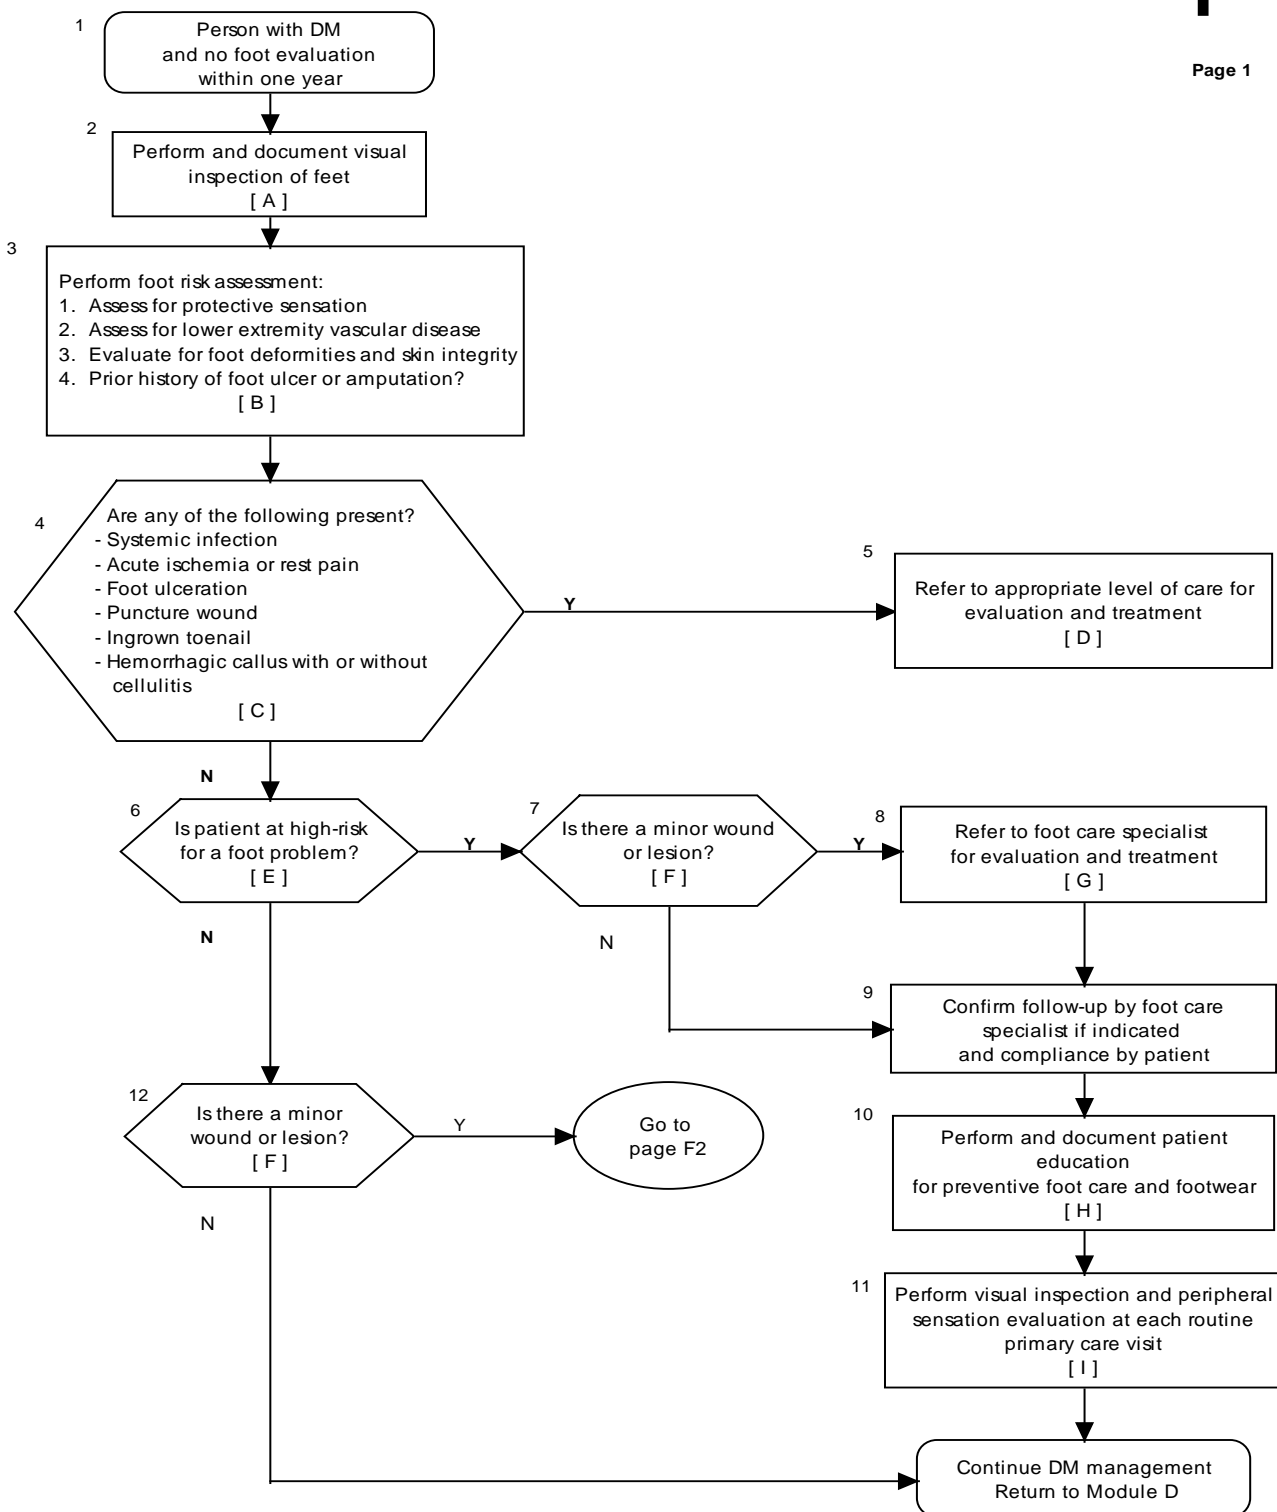 Page 1
1
Person with DM
and no foot evaluation
within one year
2
Perform and document visual
inspection of feet
[ A ]
3
Perform foot risk assessment:
1. Assess for protective sensation
2. Assess for lower extremity vascular disease
3. Evaluate for foot deformities and skin integrity
4. Prior history of foot ulcer or amputation?
[ B ]
4
Are any of the following present?
- Systemic infection
- Acute ischemia or rest pain
- Foot ulceration
- Puncture wound
- Ingrown toenail
- Hemorrhagic callus with or without
cellulitis
[ C ]
Y
5
Refer to appropriate level of care for
evaluation and treatment
[ D ]
N
6
Is patient at high-risk
for a foot problem?
[ E ]
Y
7
Is there a minor wound
or lesion?
[ F ]
Y
8
Refer to foot care specialist
for evaluation and treatment
[ G ]
N
N
9
Confirm follow-up by foot care
specialist if indicated
and compliance by patient
12
Is there a minor
wound or lesion?
[ F ]
Y
Go to
page F2
10
Perform and document patient
education
for preventive foot care and footwear
[ H ]
N
11
Perform visual inspection and peripheral
sensation evaluation at each routine
primary care visit
[ I ]
Continue DM management
Return to Module D